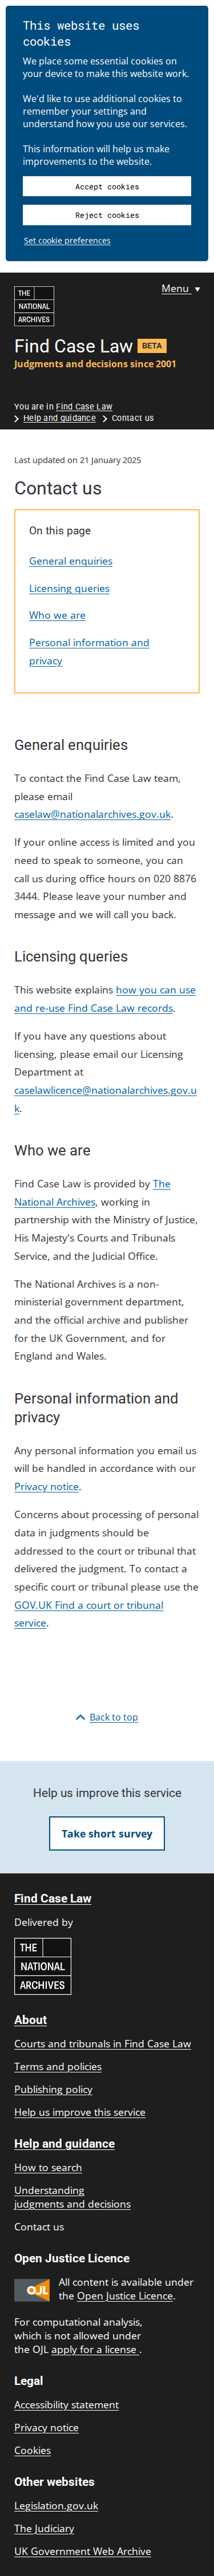 This website uses
cookies
We place some essential cookies on
your device to make this website work.
We'd like to use additional cookies to
remember your settings and
understand how you use our services.
This information will help us make
improvements to the website.
Accept cookies
Reject cookies
Set cookie preferences
THE
NATIONAL
ARCHIVES
Menu
Find Case Law BETA
Judgments and decisions since 2001
You are in Find Case Law
Help and guidance Contact us
Last updated on 21 January 2025
Contact us
On this page
General enquiries
Licensing queries
Who we are
Personal information and
privacy
General enquiries
To contact the Find Case Law team,
please email
caselaw@nationalarchives.gov.uk.
If your online access is limited and you
need to speak to someone, you can
call us during office hours on 020 8876
3444. Please leave your number and
message and we will call you back.
Licensing queries
This website explains how you can use
and re-use Find Case Law records.
If you have any questions about
licensing, please email our Licensing
Department at
caselawlicence@nationalarchives.gov.u
k.
Who we are
Find Case Law is provided by The
National Archives, working in
partnership with the Ministry of Justice,
His Majesty's Courts and Tribunals
Service, and the Judicial Office.
The National Archives is a non-
ministerial government department,
and the official archive and publisher
for the UK Government, and for
England and Wales.
Personal information and
privacy
Any personal information you email us
will be handled in accordance with our
Privacy notice.
Concerns about processing of personal
data in judgments should be
addressed to the court or tribunal that
delivered the judgment. To contact a
specific court or tribunal please use the
GOV.UK Find a court or tribunal
service.
Back to top
Help us improve this service
Take short survey
Find Case Law
Delivered by
THE
NATIONAL
ARCHIVES
About
Courts and tribunals in Find Case Law
Terms and policies
Publishing policy
Help us improve this service
Help and guidance
How to search
Understanding
judgments and decisions
Contact us
Open Justice Licence
OJL
All content is available under
the Open Justice Licence.
For computational analysis,
which is not allowed under
the OJL apply for a license .
Legal
Accessibility statement
Privacy notice
Cookies
Other websites
Legislation.gov.uk
The Judiciary
UK Government Web Archive